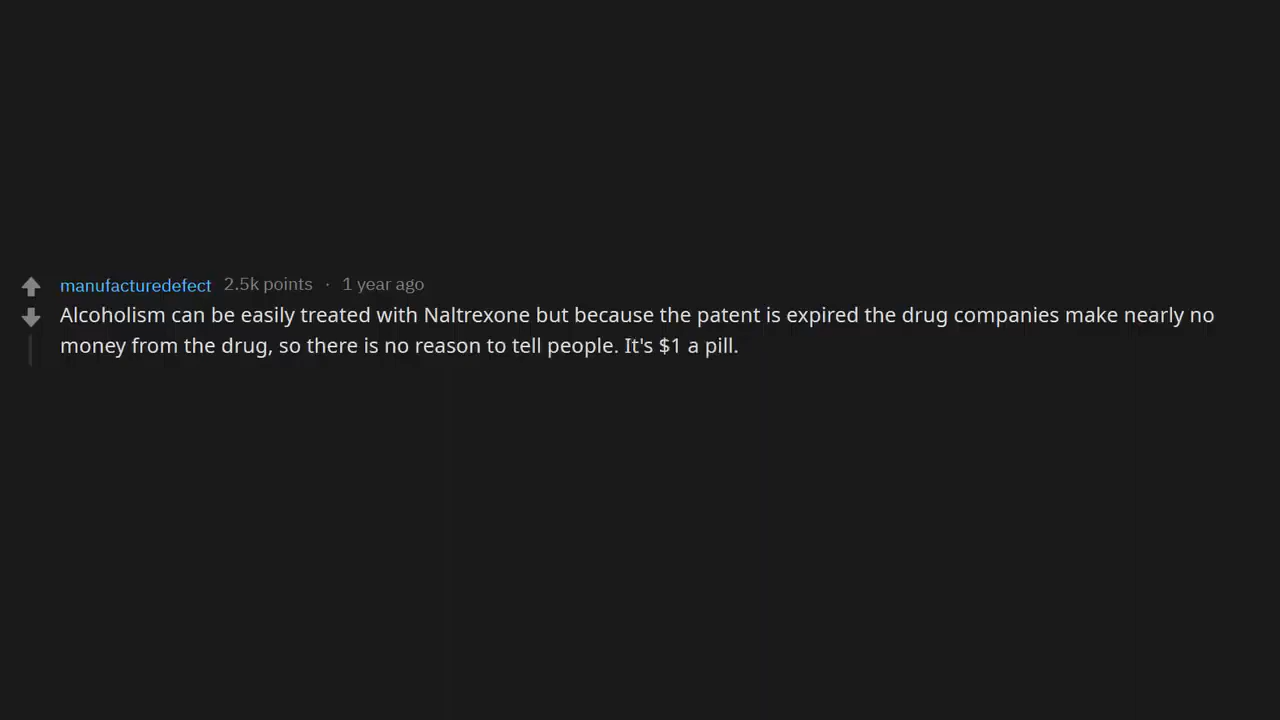 manufacturedefect 2.5k points · 1 year ago
Alcoholism can be easily treated with Naltrexone but because the patent is expired the drug companies make nearly no
money from the drug, so there is no reason to tell people. It's $1 a pill.